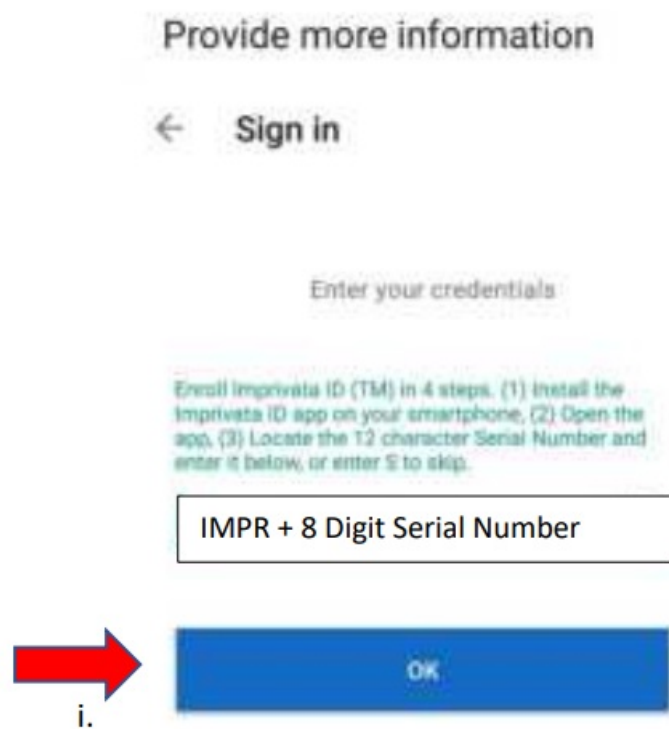 Provide more information
← Sign in
Enter your credentials
Enroll Imprivata ID (TM) in 4 steps. (1) Install the
Imprivata ID app on your smartphone, (2) Open the
app, (3) Locate the 12 character Serial Number and
enter it below, or enter S to skip.
IMPR + 8 Digit Serial Number
OK
i.